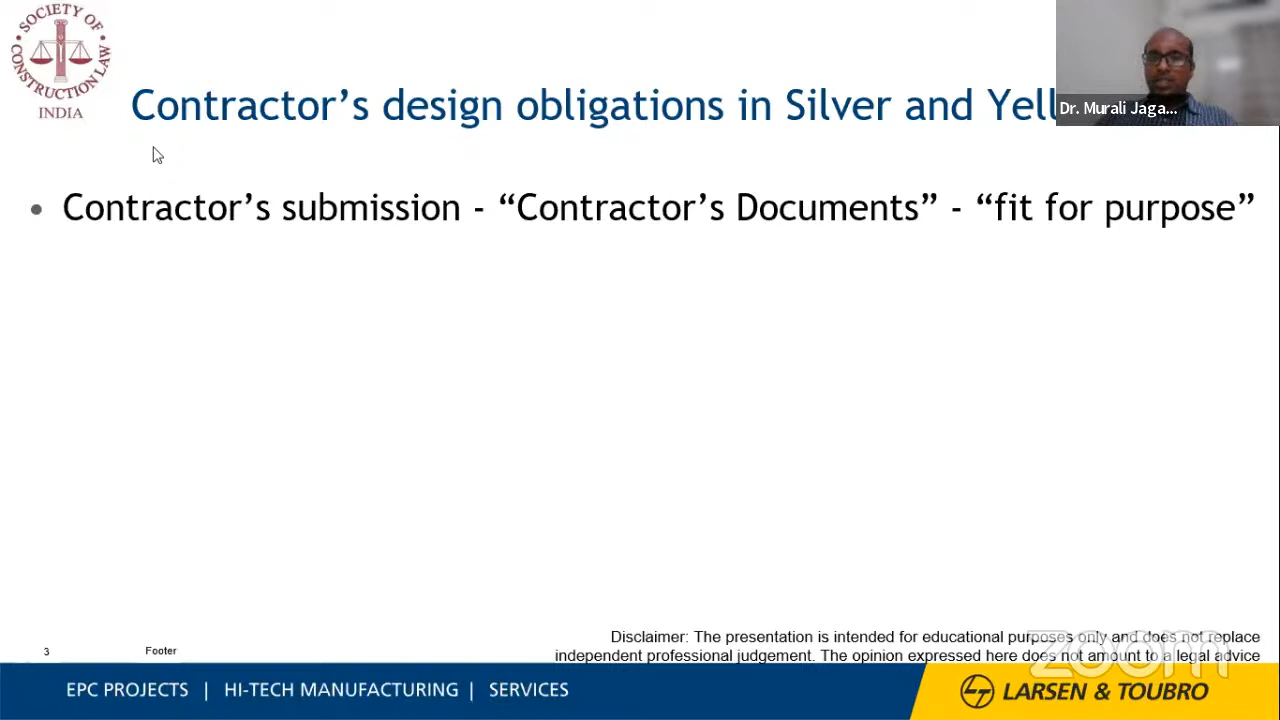 SOCIETY OF
CONSTRUCTION LAW
INDIA
Contractor’s design obligations in Silver and Yell
Dr. Murali Jaga...
• Contractor’s submission - “Contractor’s Documents” - “fit for purpose”
3
Footer
Disclaimer: The presentation is intended for educational purposes only and does not replace
independent professional judgement. The opinion expressed here does not amount to a legal advice
zoom
EPC PROJECTS | HI-TECH MANUFACTURING | SERVICES
LARSEN & TOUBRO